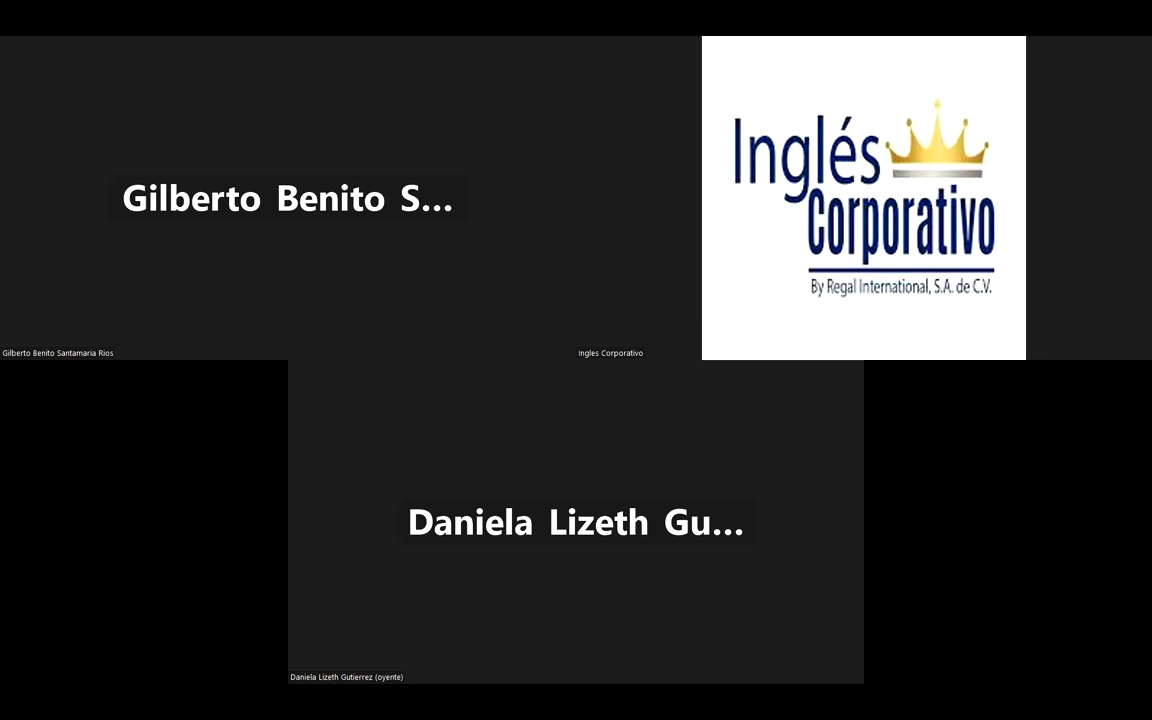 Gilberto Benito S...
Inglés
Corporativo
By Regal International, S.A. de C.V.
Gilberto Benito Santamaria Rios
Ingles Corporativo
Daniela Lizeth Gu...
Daniela Lizeth Gutierrez (oyente)